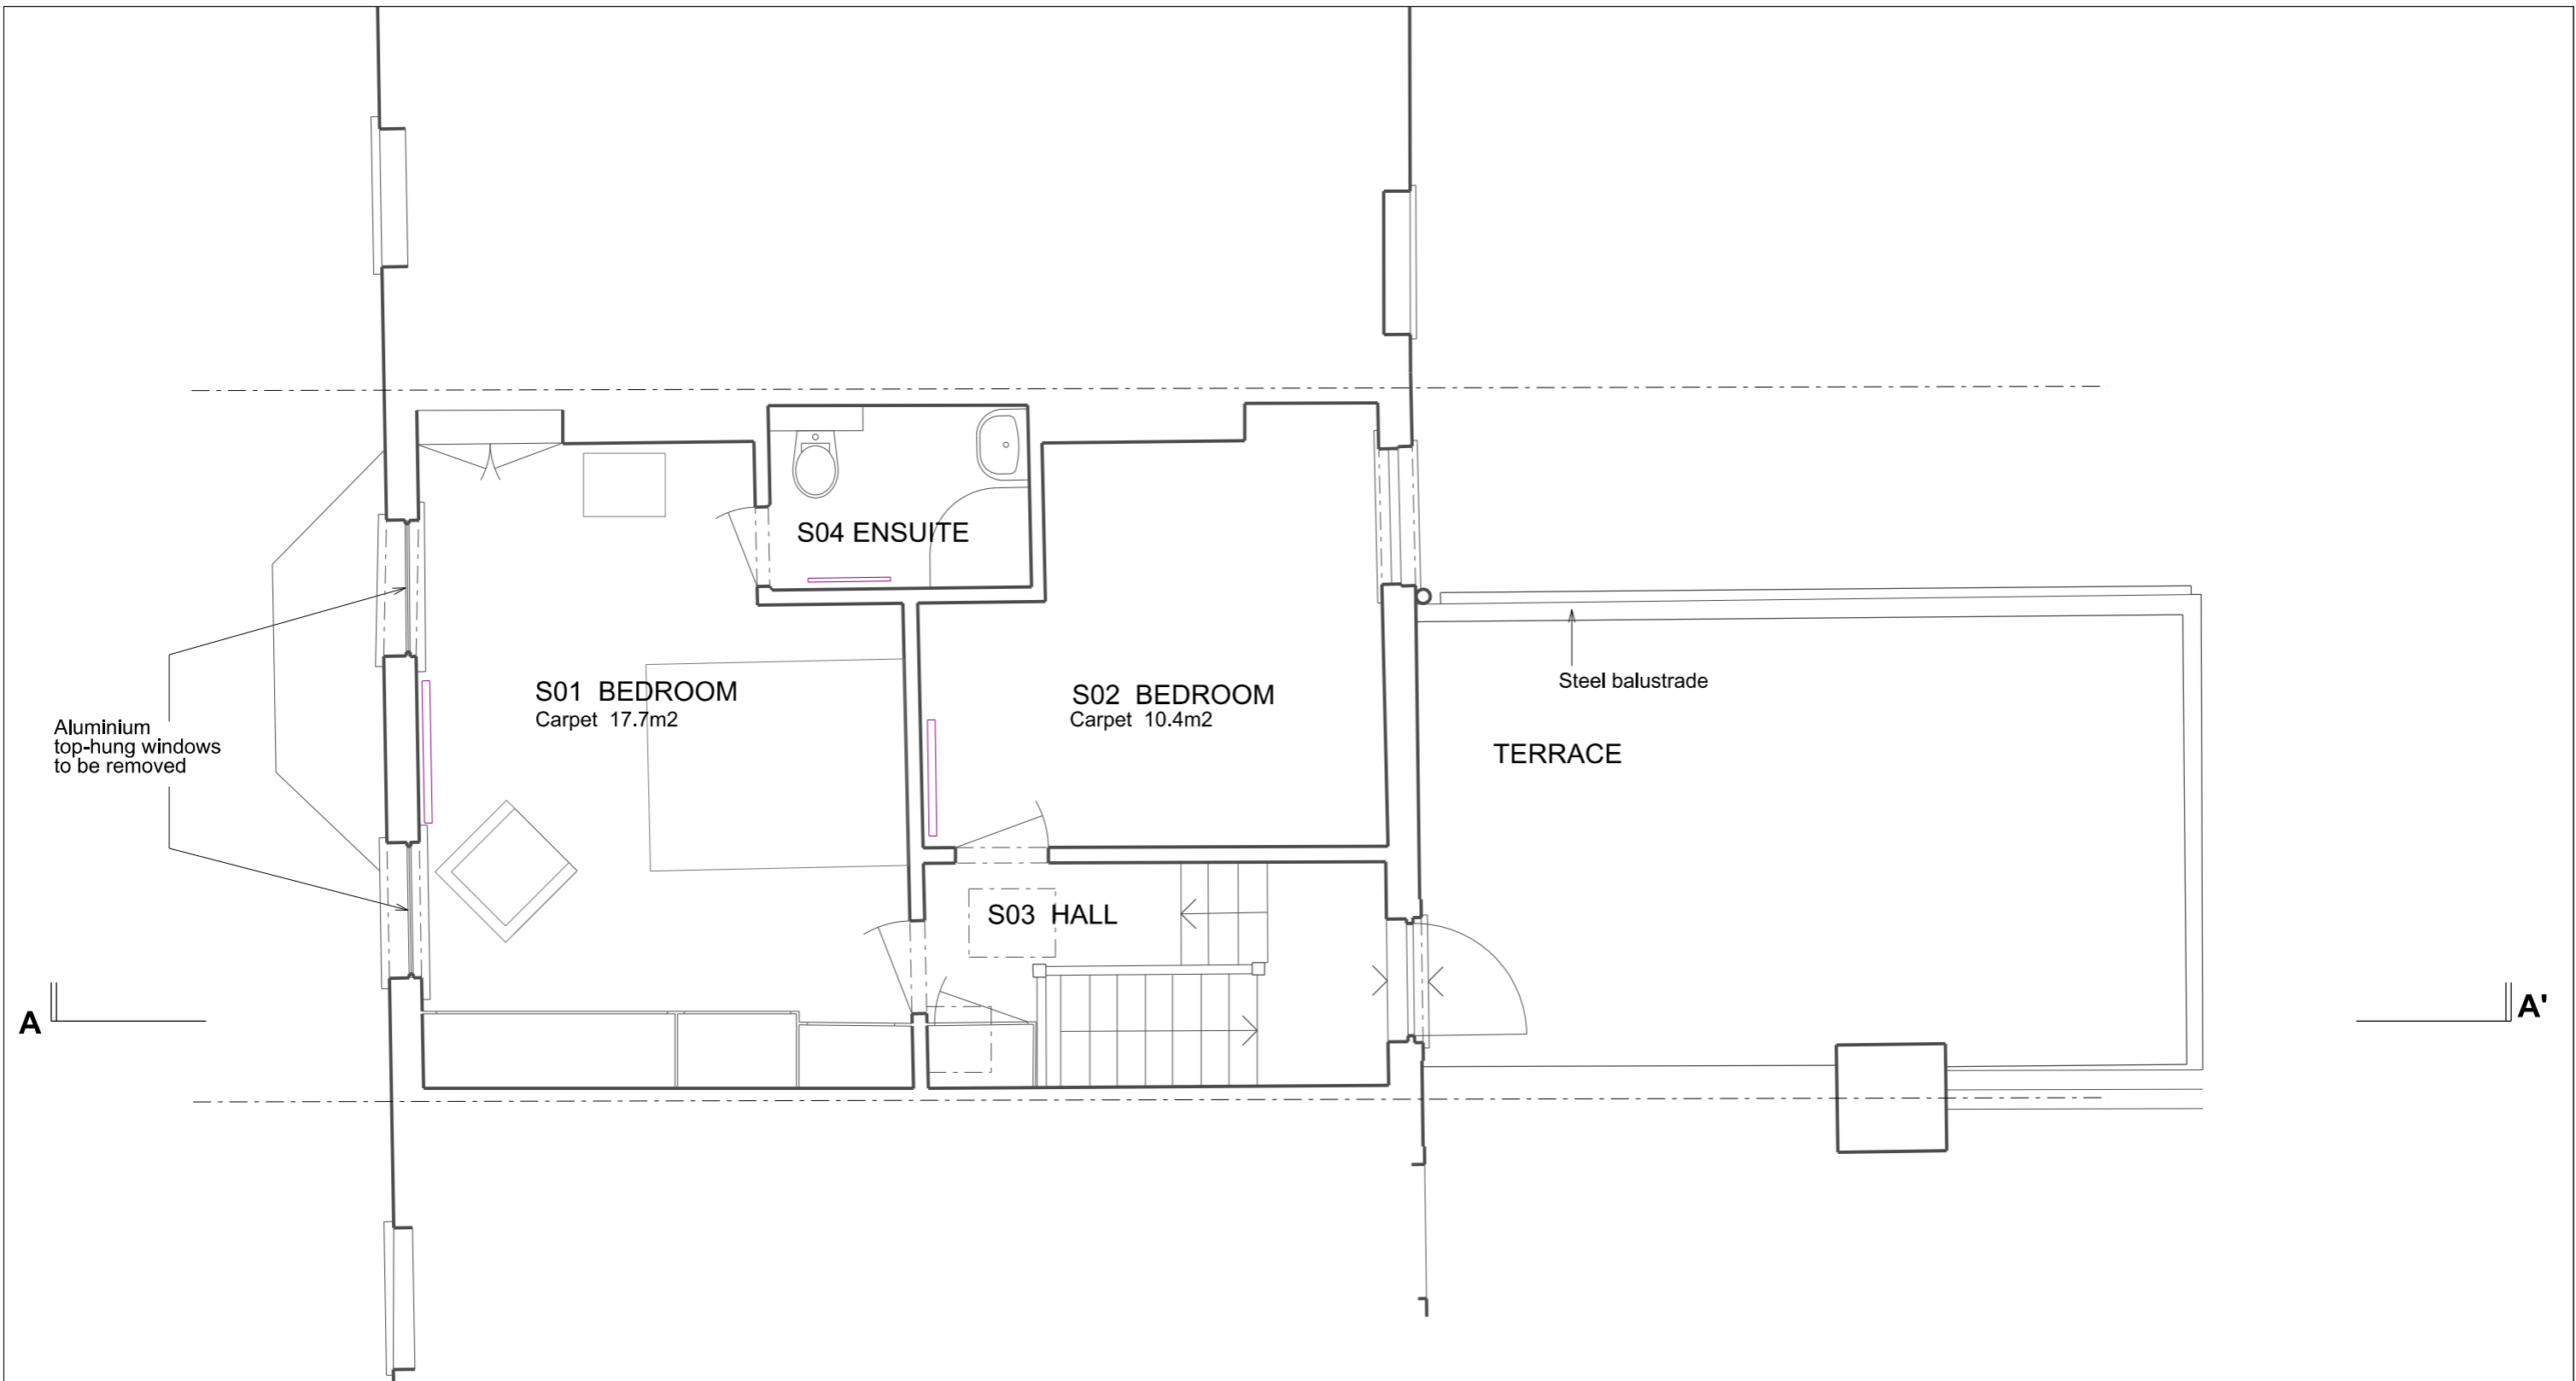 S04 ENSUITE
S01 BEDROOM
Carpet 17.7m2
S02 BEDROOM
Carpet 10.4m2
Steel balustrade
Aluminium
top-hung windows
to be removed
TERRACE
S03 HALL
A
A'